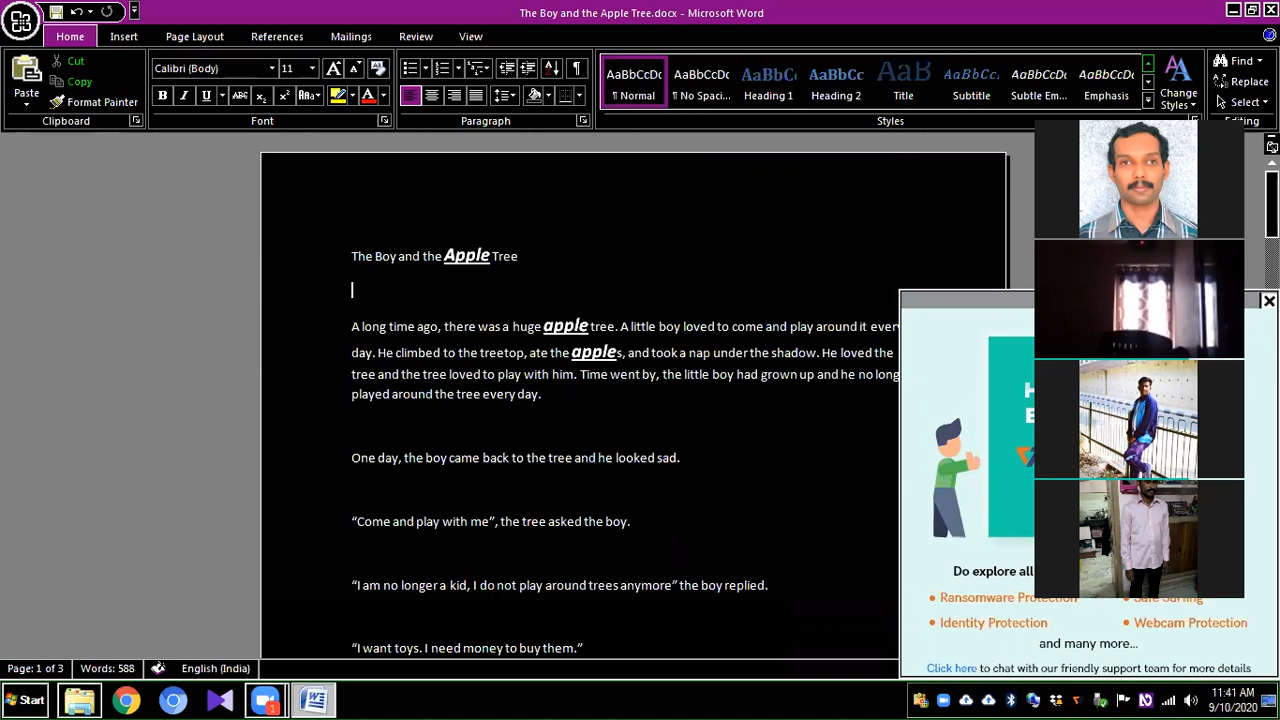 The Boy and the Apple Tree.docx - Microsoft Word
Home Insert Page Layout References Mailings Review View
Paste
Cut
Copy
Format Painter
Clipboard
Calibri (Body) 11
Font
Paragraph
AaBbCcDc AaBbCcDc AaBbC AaBbCc AaB AaBbCc. AaBbCcDc AaBbCcDc
¶ Normal ¶ No Spaci... Heading 1 Heading 2 Title Subtitle Subtle Em... Emphasis
Change
Styles
Styles
Find
Replace
Select
Editing
The Boy and the Apple Tree
A long time ago, there was a huge apple tree. A little boy loved to come and play around it ever
day. He climbed to the treetop, ate the apples, and took a nap under the shadow. He loved the
tree and the tree loved to play with him. Time went by, the little boy had grown up and he no long
played around the tree every day.
One day, the boy came back to the tree and he looked sad.
“Come and play with me”, the tree asked the boy.
“I am no longer a kid, I do not play around trees anymore” the boy replied.
“I want toys. I need money to buy them.”
Do explore all
• Ransomware Protection
• Identity Protection
• Webcam Protection
and many more...
Click here to chat with our friendly support team for more details
Page: 1 of 3 Words: 588 English (India)
Start
1
11:41 AM
9/10/2020